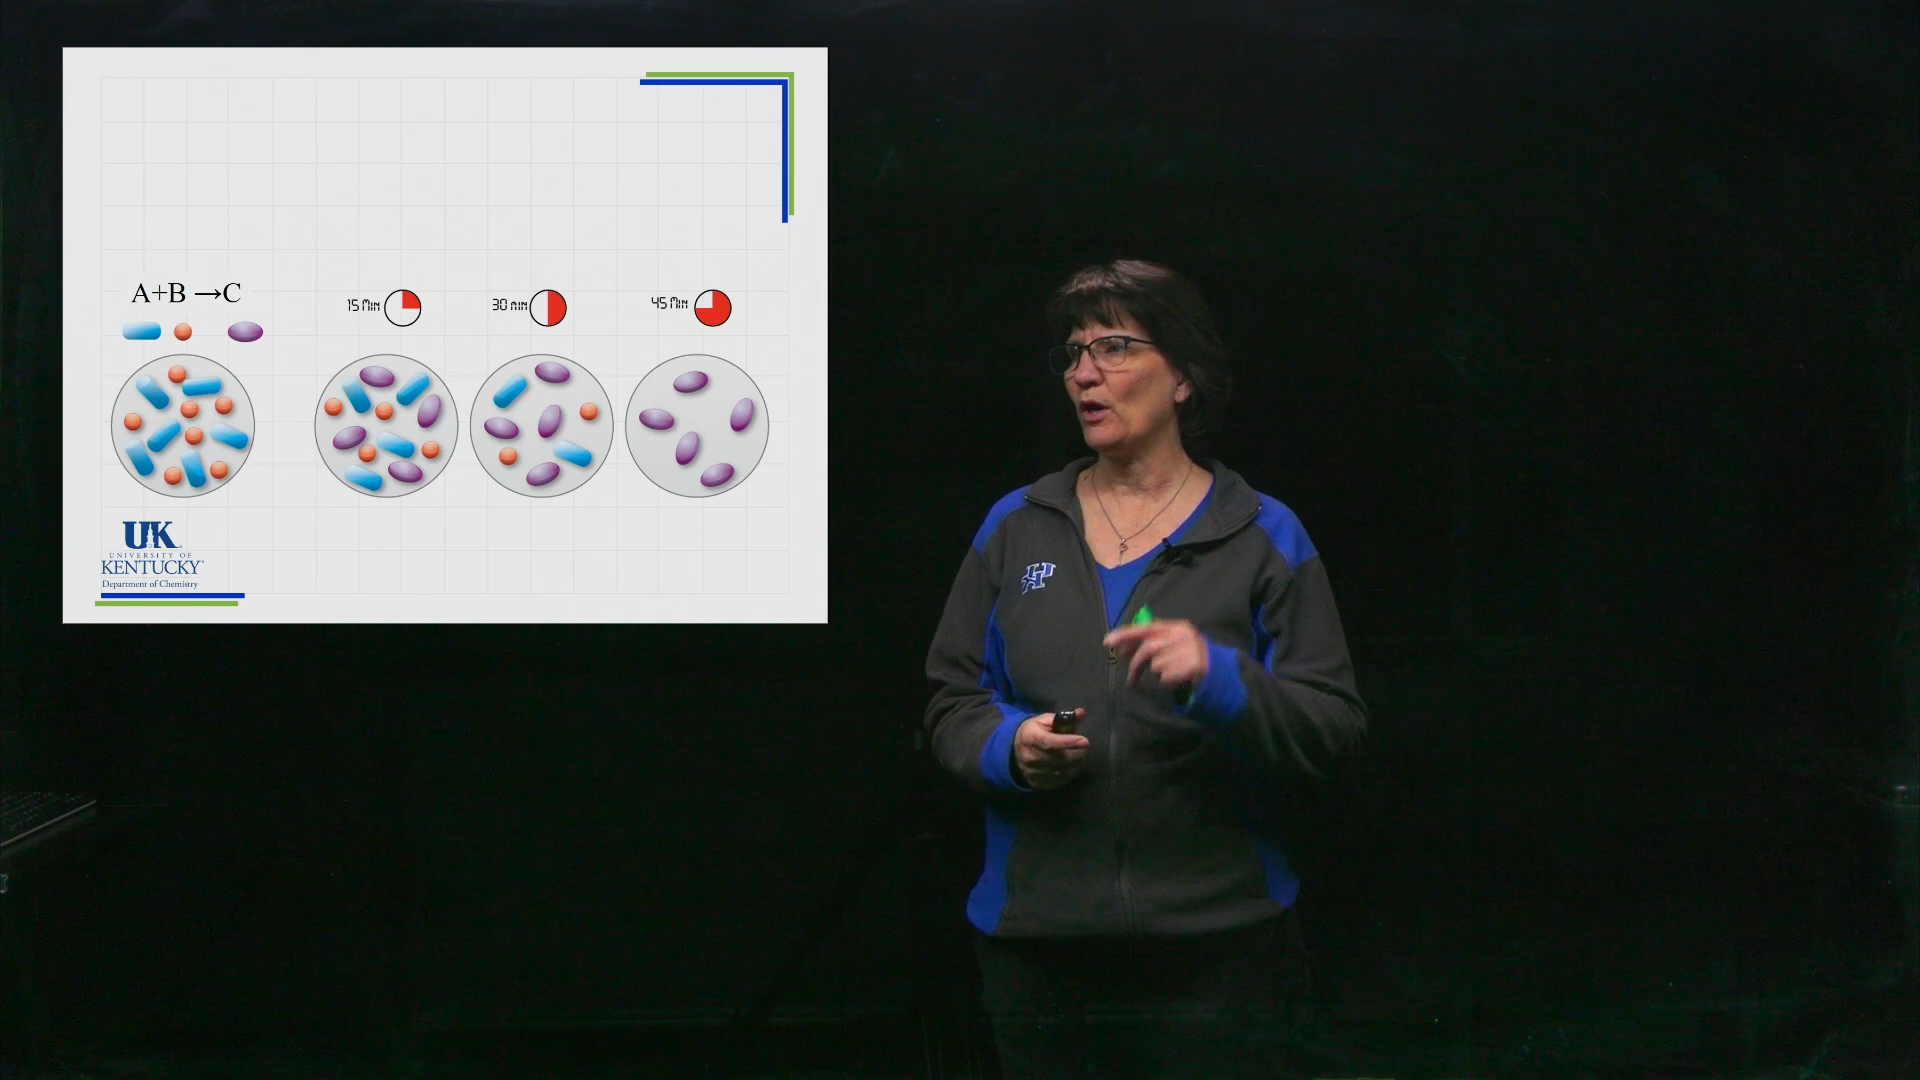 A+B →C
15 Min
30 min
45 Min
UK
UNIVERSITY OF
KENTUCKY
Department of Chemistry